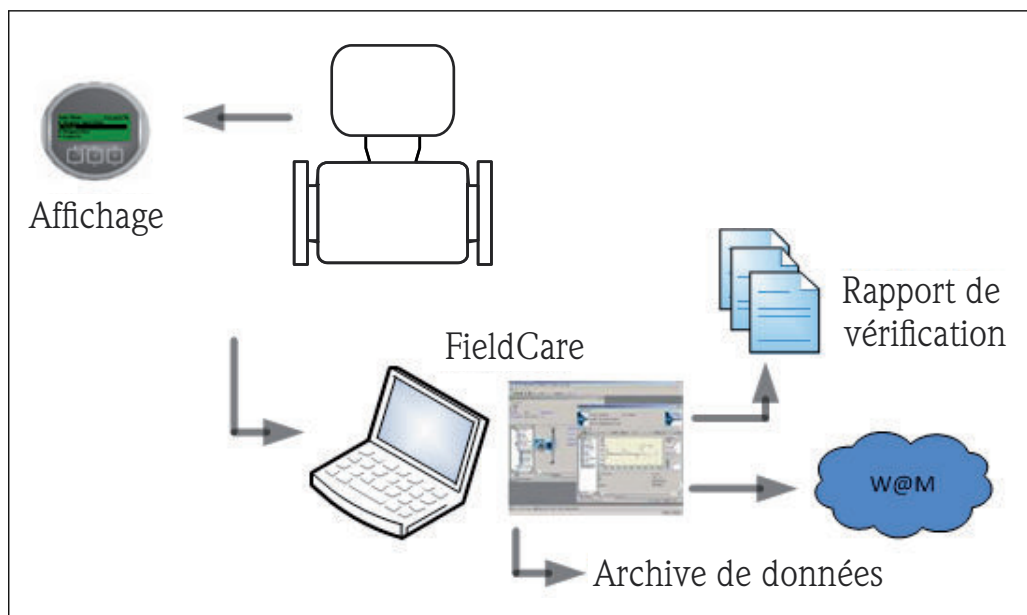 Affichage
FieldCare
Rapport de
vérification
W@M
Archive de données